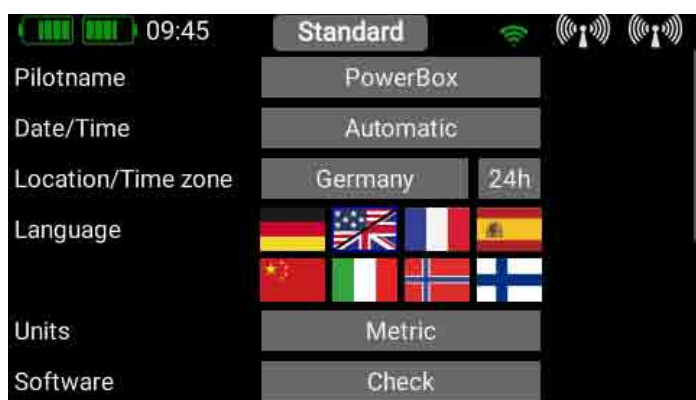 09:45 Standard
Pilotname PowerBox
Date/Time Automatic
Location/Time zone Germany 24h
Language
Units Metric
Software Check